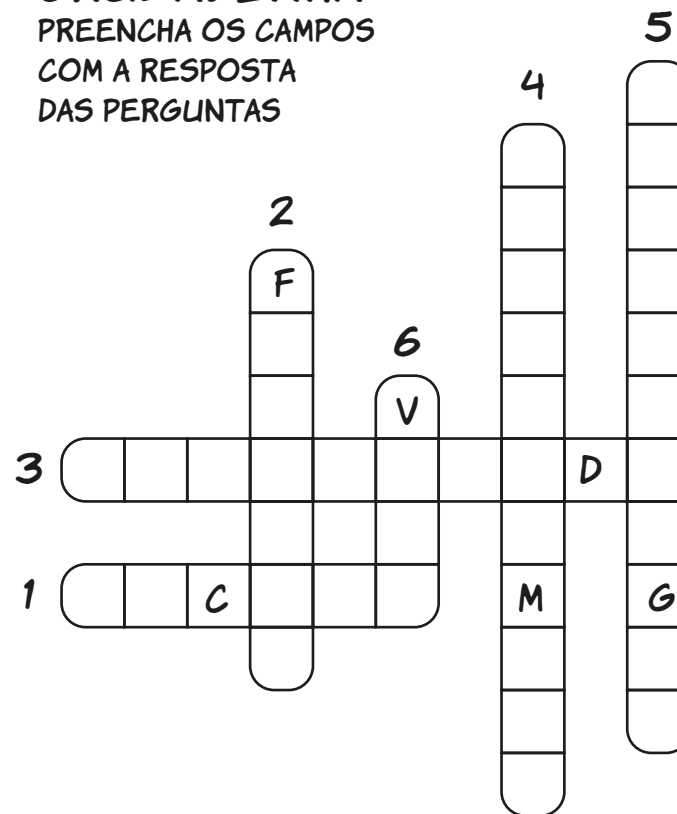 PREENCHA OS CAMPOS
COM A RESPOSTA
DAS PERGUNTAS
5
4
2
F
6
V
3 D
1 C M G